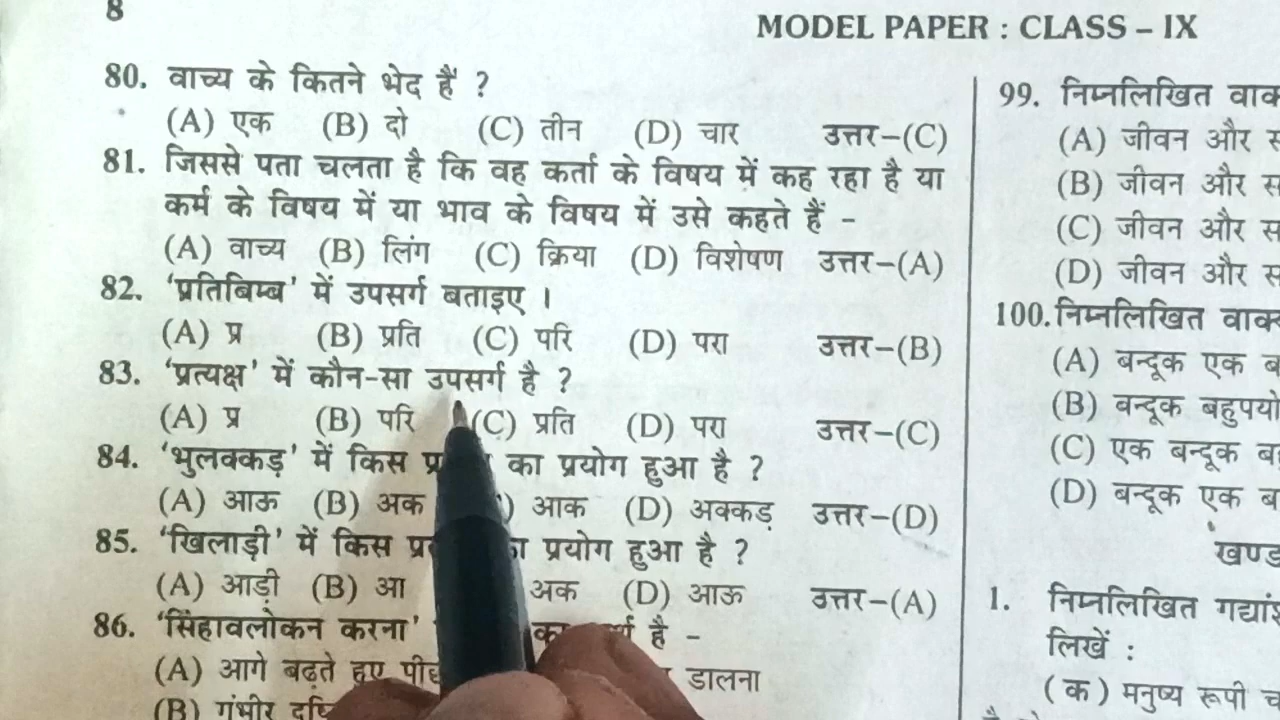 8
MODEL PAPER : CLASS – IX
80. वाच्य के कितने भेद हैं ?
(A) एक (B) दो (C) तीन (D) चार उत्तर–(C)
81. जिससे पता चलता है कि वह कर्ता के विषय में कह रहा है या
कर्म के विषय में या भाव के विषय में उसे कहते हैं –
(A) वाच्य (B) लिंग (C) क्रिया (D) विशेषण उत्तर–(A)
82. 'प्रतिबिम्ब' में उपसर्ग बताइए ।
(A) प्र (B) प्रति (C) परि (D) परा उत्तर–(B)
83. 'प्रत्यक्ष' में कौन-सा उपसर्ग है ?
(A) प्र (B) परि (C) प्रति (D) परा उत्तर–(C)
84. 'भुलक्कड़' में किस का प्रयोग हुआ है ?
(A) आऊ (B) अक आक (D) अक्कड़ उत्तर–(D)
85. 'खिलाड़ी' में किस प्रयोग हुआ है ?
(A) आड़ी (B) आ अक (D) आऊ उत्तर–(A)
86. 'सिंहावलोकन करना' है –
(A) आगे बढ़ते हुए डालना
(B) गंभीर
99. निम्नलिखित
(A) जीवन और
(B) जीवन और
(C) जीवन और
(D) जीवन और
100. निम्नलिखित
(A) बन्दूक एक
(B) बन्दूक
(C) एक बन्दूक
(D) बन्दूक एक
खण्ड
1. निम्नलिखित
लिखें :
(क) मनुष्य रूपी